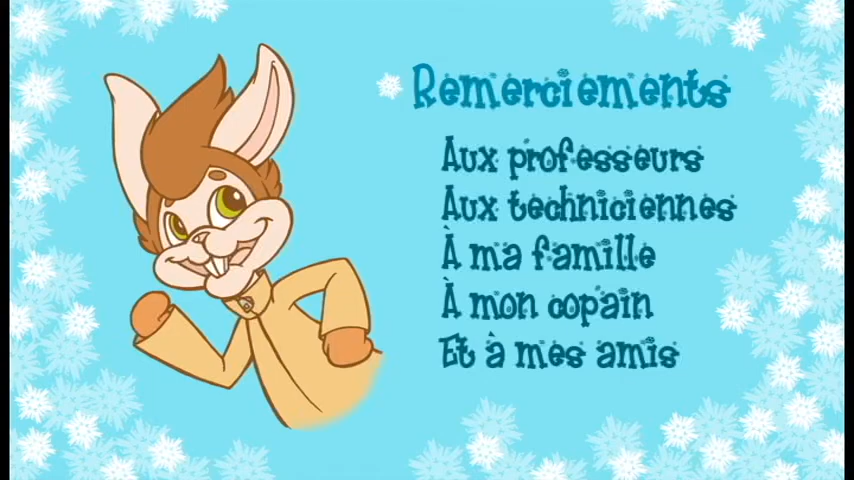 Remerciements
Aux professeurs
Aux techniciennes
À ma famille
À mon copain
Et à mes amis